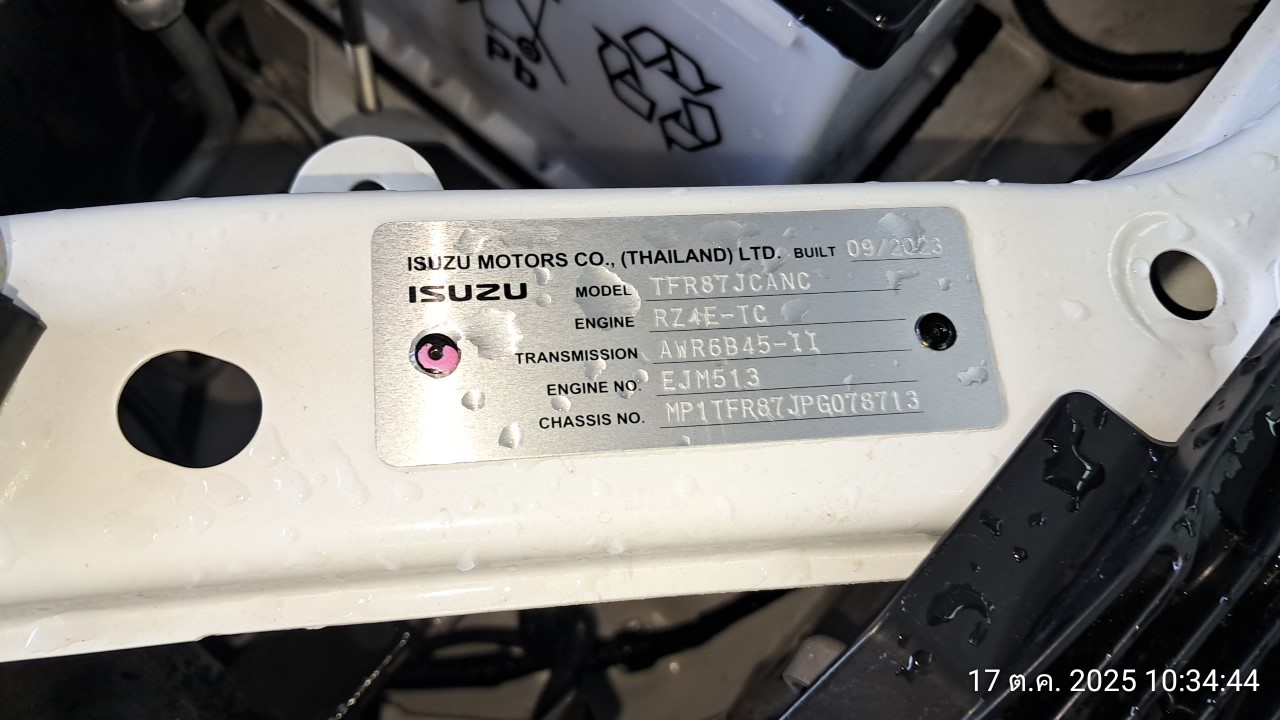 Pb
ISUZU MOTORS CO., (THAILAND) LTD. BUILT 09/2023
ISUZU MODEL TFR87JCANC
ENGINE RZ4E-TC
TRANSMISSION AWR6B45-II
ENGINE NO. EJM513
CHASSIS NO. MP1TFR87JPG078713
17 ต.ค. 2025 10:34:44